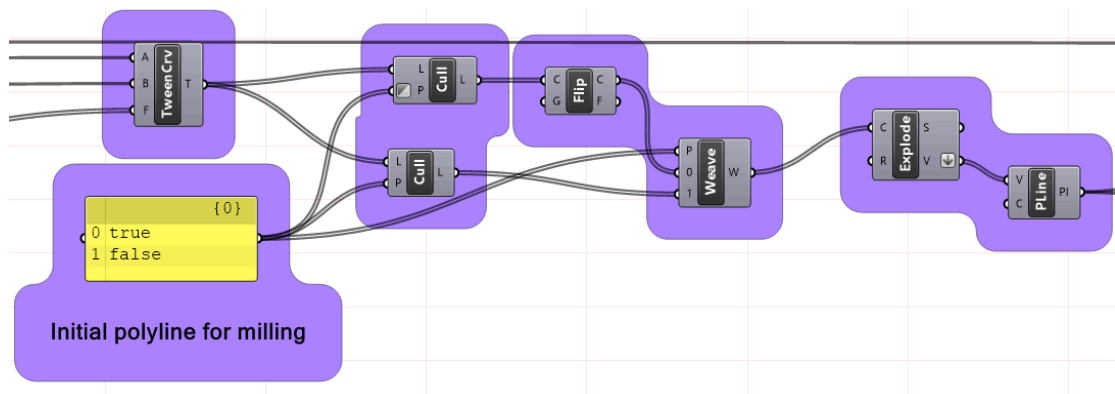 A
B
F
TweenCrv
T
L
P
Cull
L
L
P
Cull
L
C
G
Flip
C
F
P
0
1
Weave
W
C
R
Explode
S
V
V
C
PLine
Pl
{0}
0 true
1 false
Initial polyline for milling